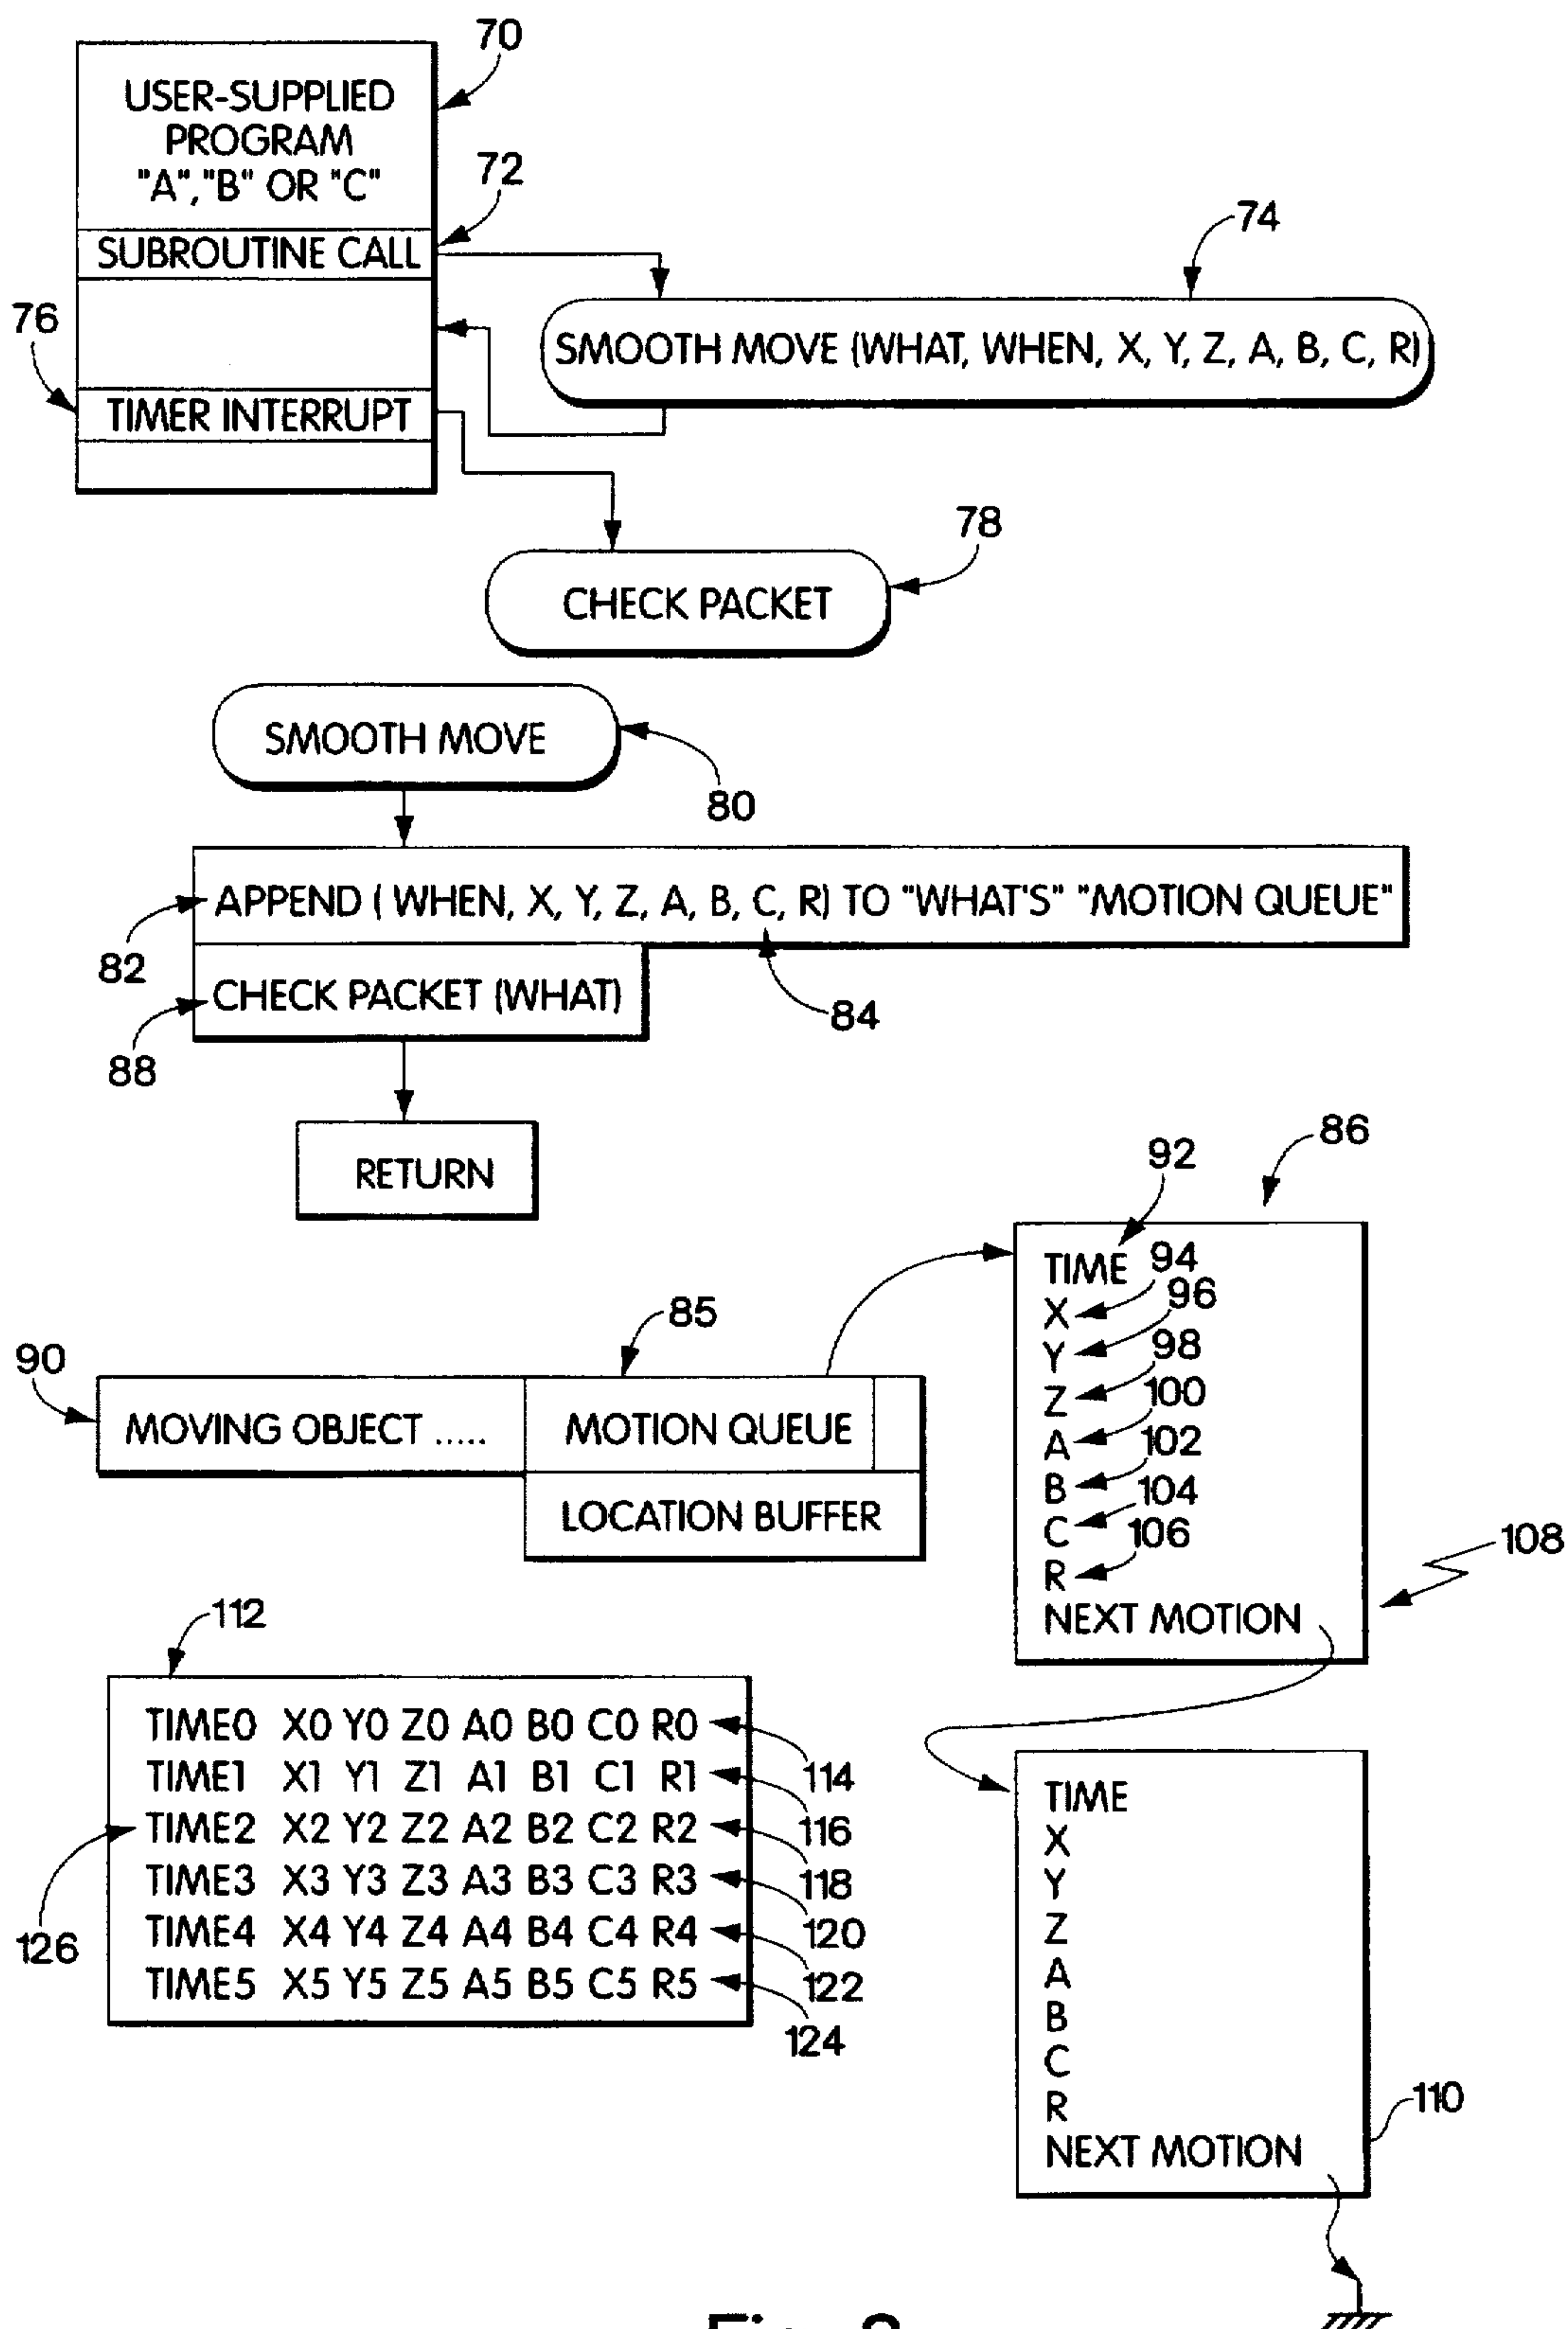 70
USER-SUPPLIED
PROGRAM
"A","B" OR "C"
72
SUBROUTINE CALL
74
76
SMOOTH MOVE (WHAT, WHEN, X, Y, Z, A, B, C, R)
TIMER INTERRUPT
78
CHECK PACKET
SMOOTH MOVE
80
APPEND ( WHEN, X, Y, Z, A, B, C, R) TO "WHAT'S" "MOTION QUEUE"
82
CHECK PACKET (WHAT)
84
88
RETURN
86
92
TIME
94
X
96
Y
98
Z
100
A
102
B
104
C
106
R
108
NEXT MOTION
85
90
MOVING OBJECT .....
MOTION QUEUE
LOCATION BUFFER
112
TIME0 X0 Y0 Z0 A0 B0 C0 R0
114
TIME1 X1 Y1 Z1 A1 B1 C1 R1
116
TIME2 X2 Y2 Z2 A2 B2 C2 R2
118
TIME3 X3 Y3 Z3 A3 B3 C3 R3
120
TIME4 X4 Y4 Z4 A4 B4 C4 R4
122
TIME5 X5 Y5 Z5 A5 B5 C5 R5
124
126
TIME
X
Y
Z
A
B
C
R
NEXT MOTION
110